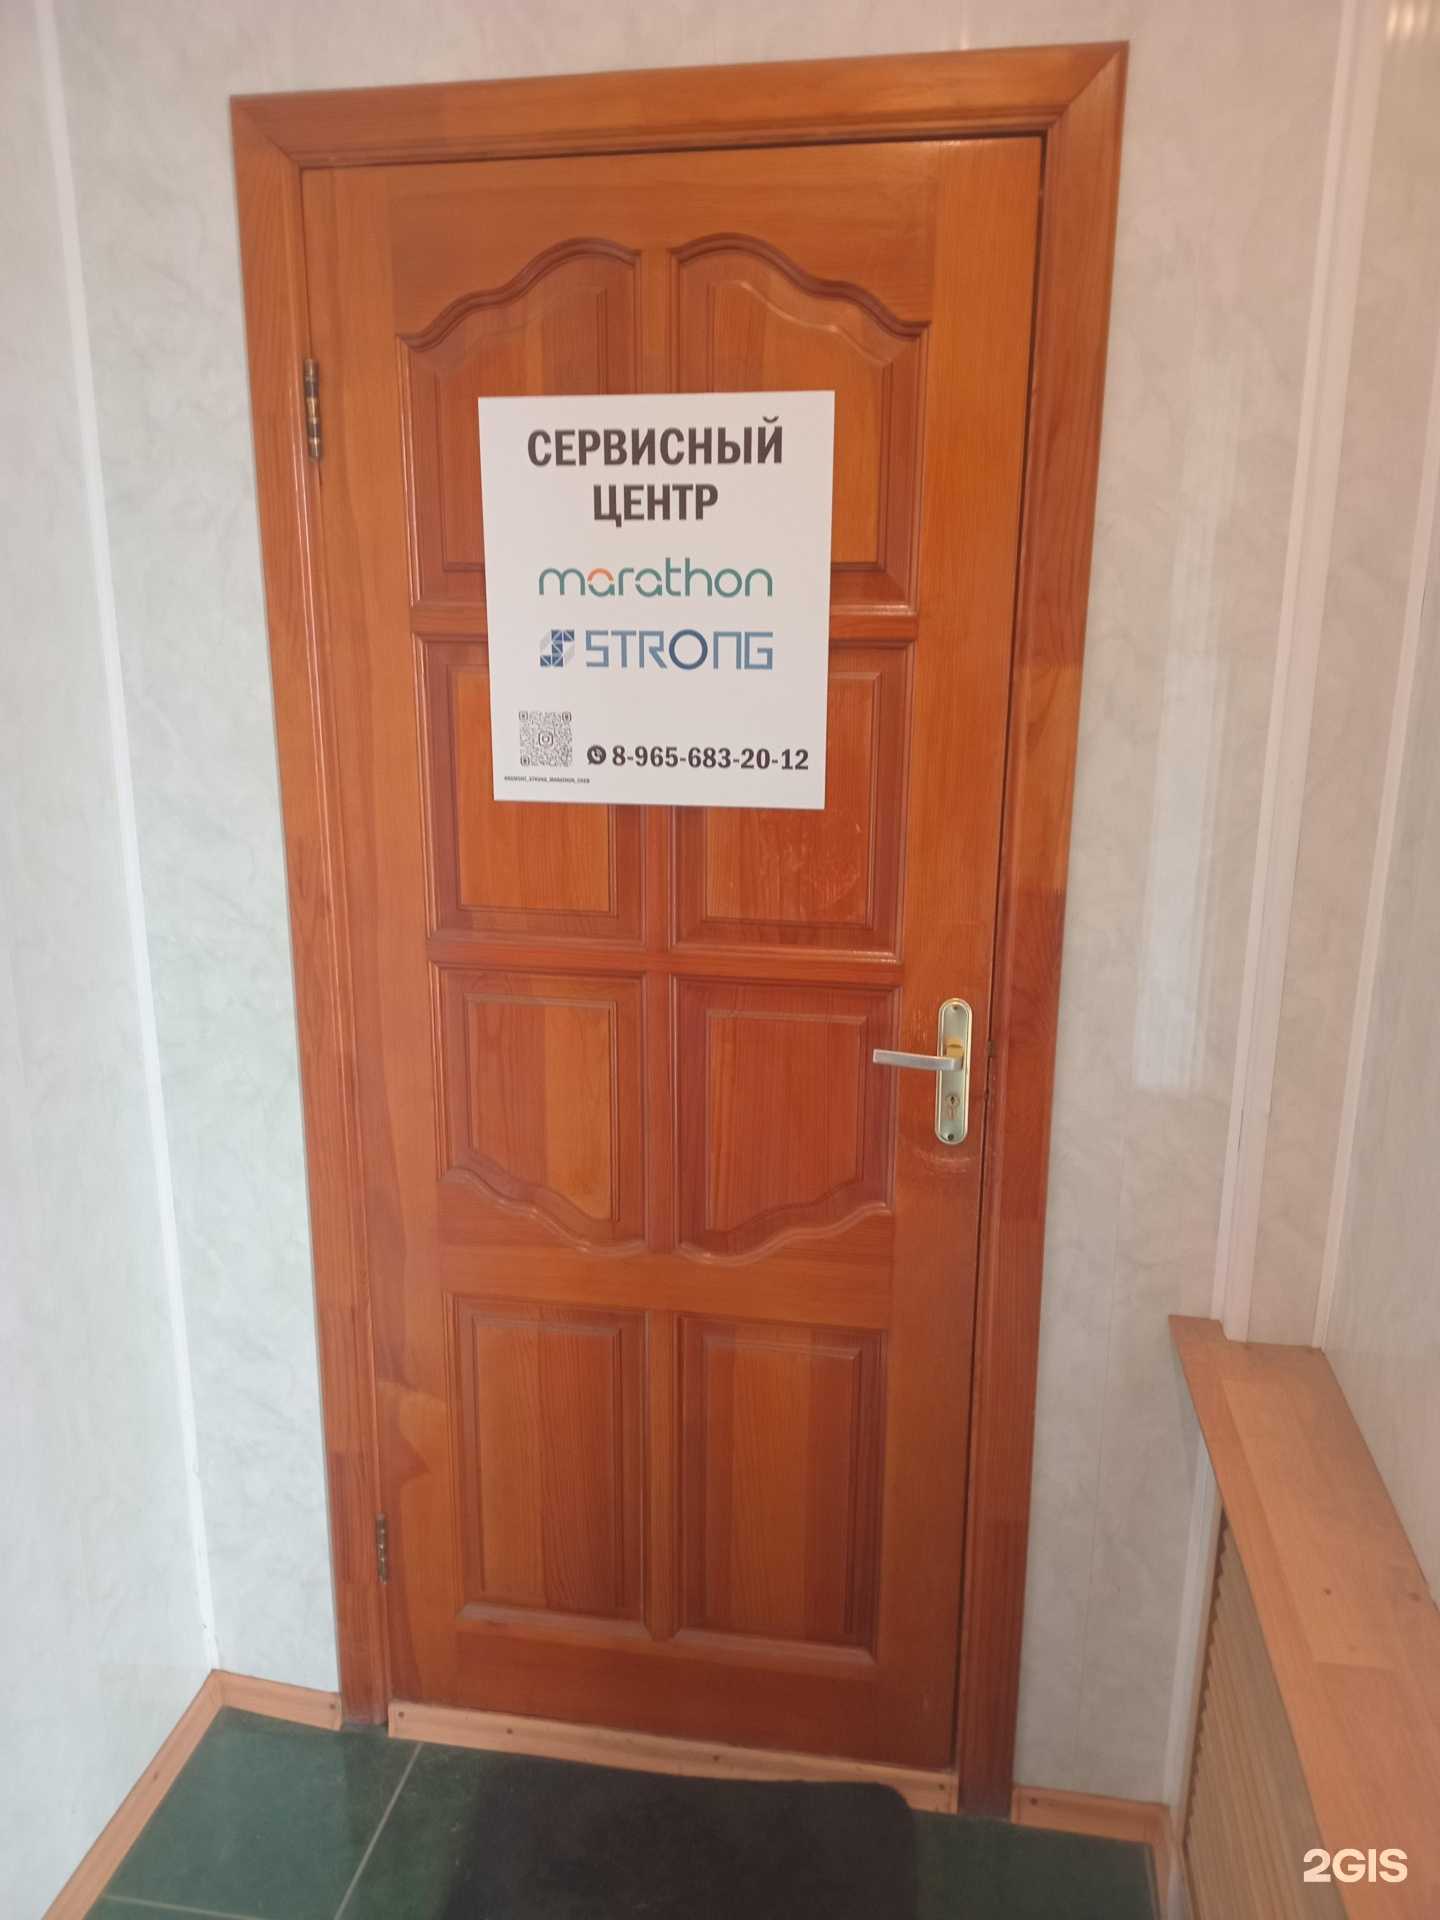 СЕРВИСНЫЙ
ЦЕНТР
marathon
STRONG
8-965-683-20-12
2GIS